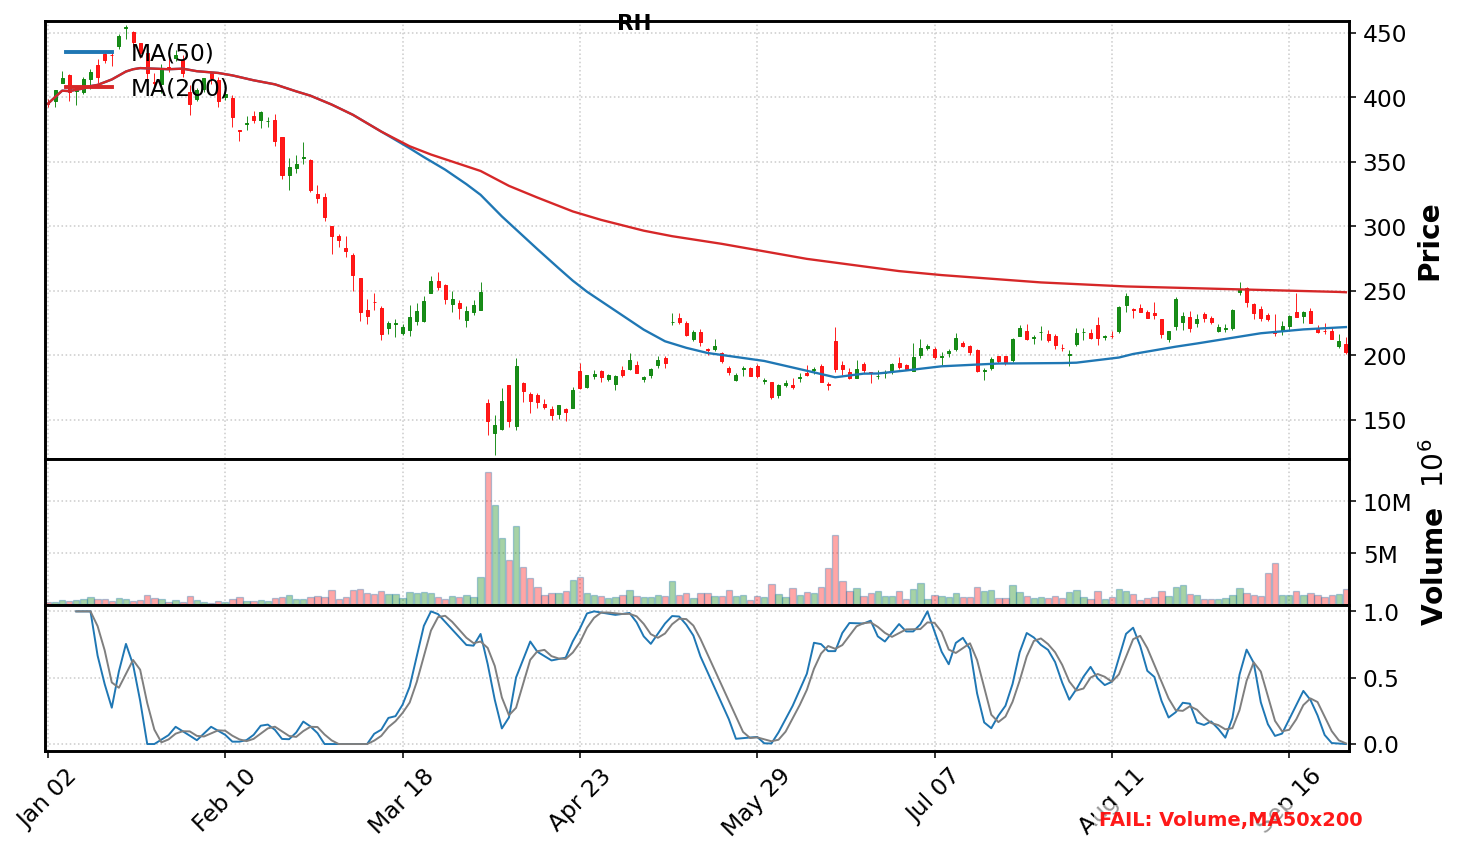 RH
MA(50)
MA(200)
450
400
350
300
250
200
150
Price
10M
5M
Volume 10^6
1.0
0.5
0.0
Jan 02
Feb 10
Mar 18
Apr 23
May 29
Jul 07
Aug 11
Sep 16
FAIL: Volume,MA50x200